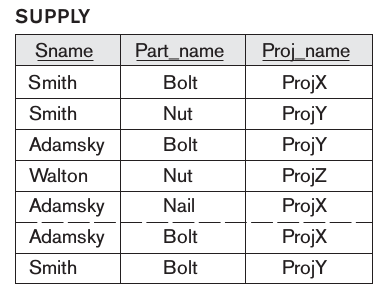 SUPPLY
Sname Part_name Proj_name
Smith Bolt ProjX
Smith Nut ProjY
Adamsky Bolt ProjY
Walton Nut ProjZ
Adamsky Nail ProjX
Adamsky Bolt ProjX
Smith Bolt ProjY